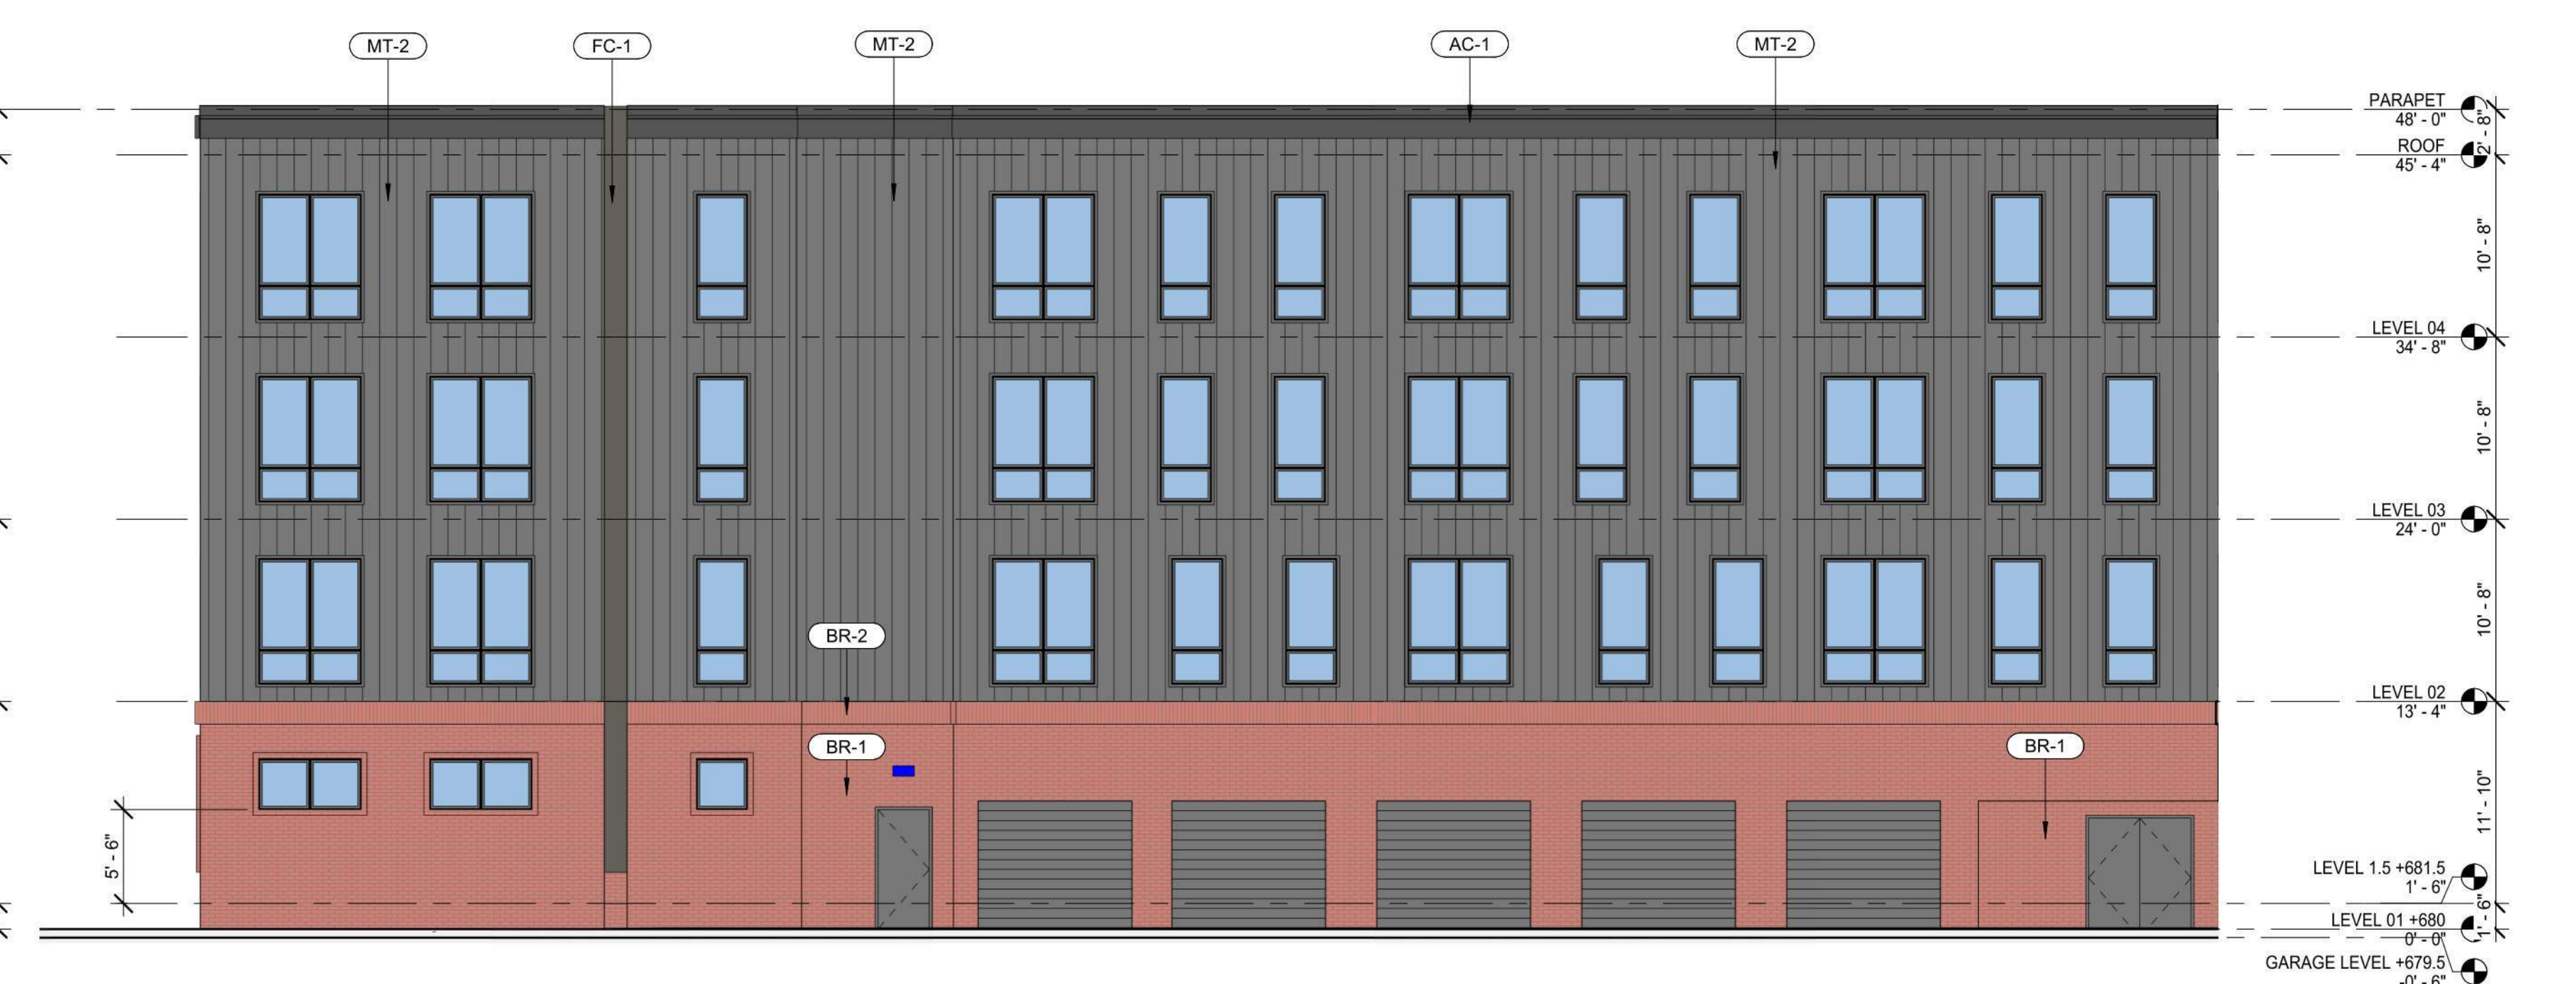 MT-2
FC-1
MT-2
AC-1
MT-2
PARAPET
48' - 0"
2' - 8"
ROOF
45' - 4"
10' - 8"
LEVEL 04
34' - 8"
10' - 8"
LEVEL 03
24' - 0"
10' - 8"
BR-2
LEVEL 02
13' - 4"
BR-1
BR-1
11' - 10"
5' - 6"
LEVEL 1.5 +681.5
1' - 6"
1' - 6"
LEVEL 01 +680
0' - 0"
GARAGE LEVEL +679.5
-0' - 6"